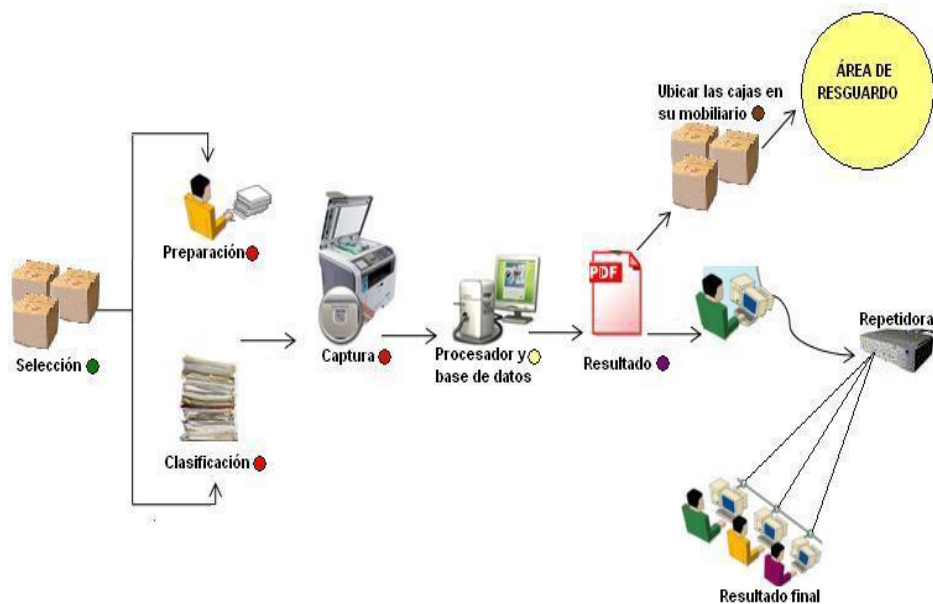 Selección
Preparación
Clasificación
Captura
Procesador y
base de datos
PDF
Resultado
Ubicar las cajas en
su mobiliario
ÁREA DE
RESGUARDO
Repetidora
Resultado final